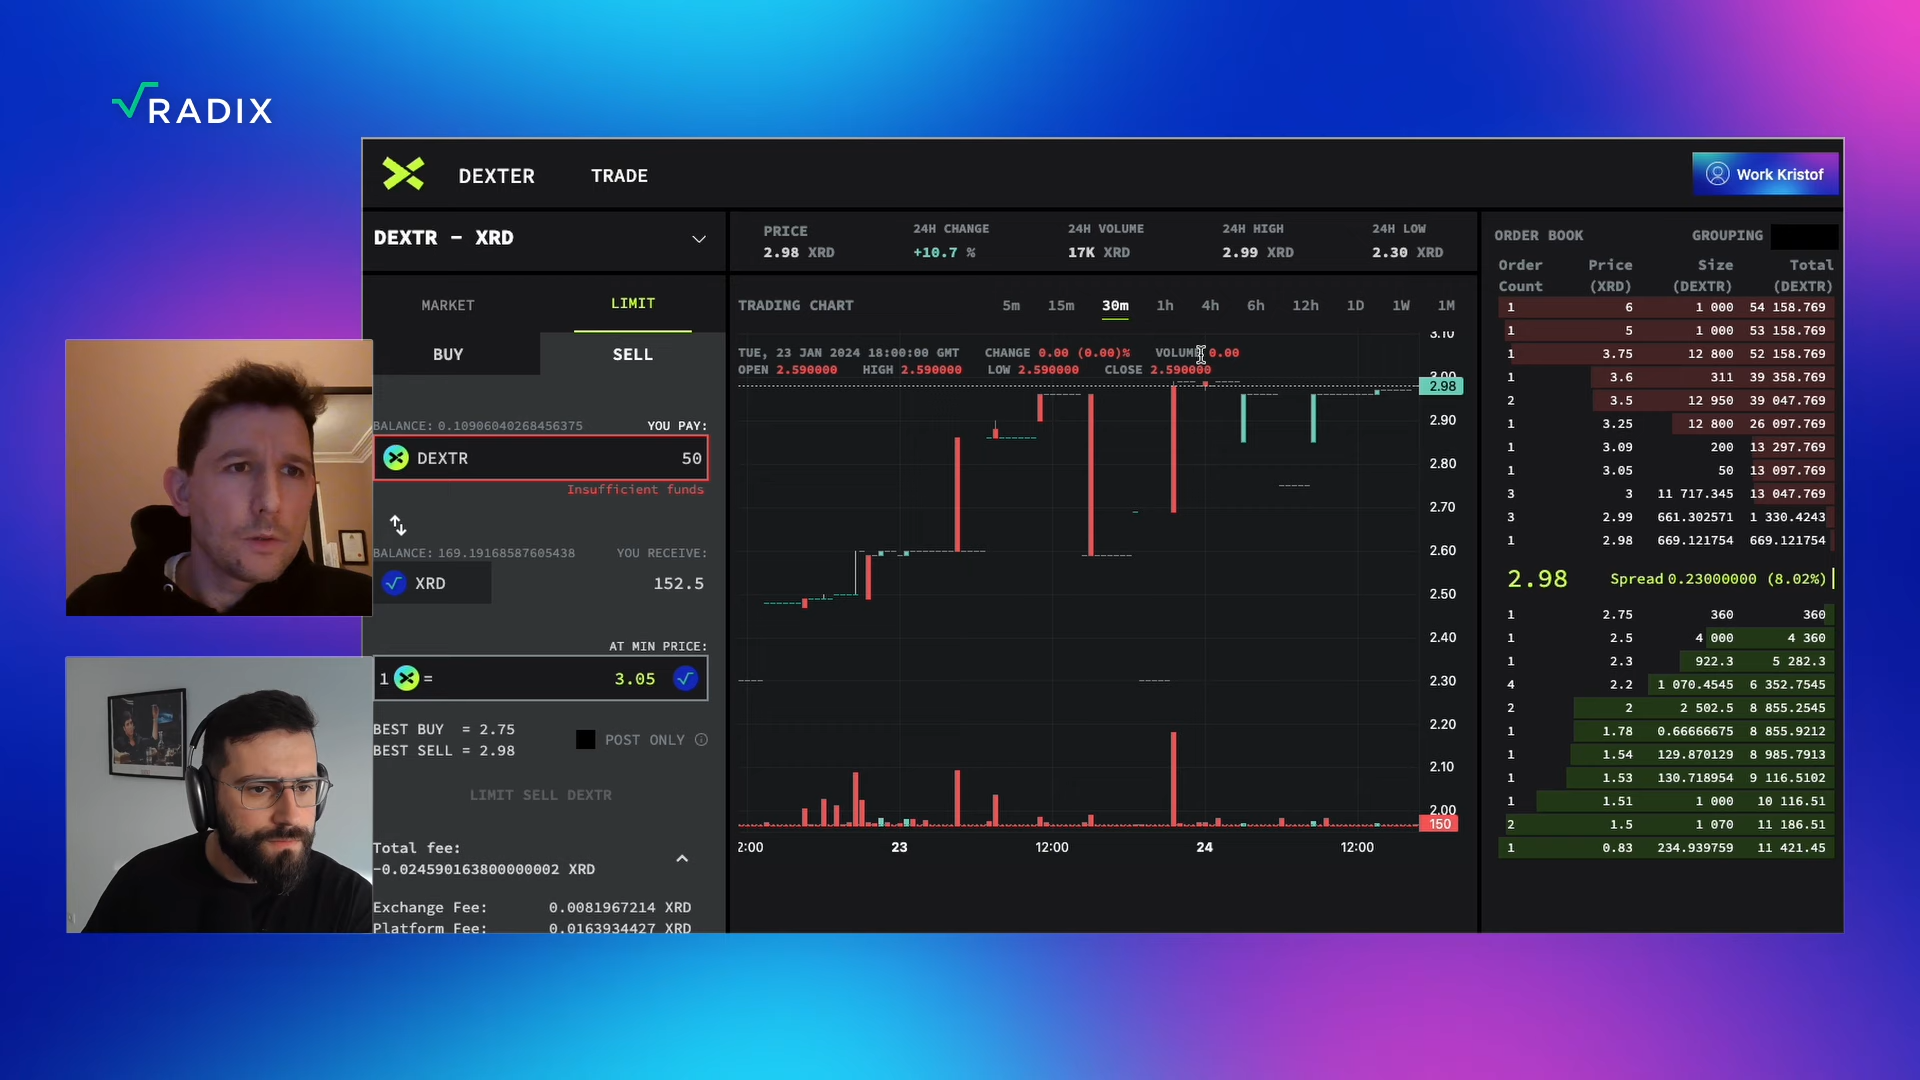 RADIX
DEXTER TRADE
Work Kristof
DEXTR – XRD
PRICE 24H CHANGE 24H VOLUME 24H HIGH 24H LOW
2.98 XRD +10.7 % 17K XRD 2.99 XRD 2.30 XRD
MARKET LIMIT
BUY SELL
BALANCE: 0.10906040268456375 YOU PAY:
DEXTR 50
Insufficient funds
BALANCE: 169.19168587605438 YOU RECEIVE:
XRD 152.5
AT MIN PRICE:
1 = 3.05
BEST BUY = 2.75
BEST SELL = 2.98
POST ONLY
LIMIT SELL DEXTR
Total fee:
-0.024590163800000002 XRD
Exchange Fee: 0.0081967214 XRD
Platform Fee: 0.0163934427 XRD
TRADING CHART 5m 15m 30m 1h 4h 6h 12h 1D 1W 1M
TUE, 23 JAN 2024 18:00:00 GMT CHANGE 0.00 (0.00)% VOLUME 0.00
OPEN 2.590000 HIGH 2.590000 LOW 2.590000 CLOSE 2.590000
3.10
3.00
2.98
2.90
2.80
2.70
2.60
2.50
2.40
2.30
2.20
2.10
2.00
150
2:00 23 12:00 24 12:00
ORDER BOOK GROUPING
Order Price Size Total
Count (XRD) (DEXTR) (DEXTR)
1 6 1 000 54 158.769
1 5 1 000 53 158.769
1 3.75 12 800 52 158.769
1 3.6 311 39 358.769
2 3.5 12 950 39 047.769
1 3.25 12 800 26 097.769
1 3.09 200 13 297.769
1 3.05 50 13 097.769
3 3 11 717.345 13 047.769
3 2.99 661.302571 1 330.4243
1 2.98 669.121754 669.121754
2.98 Spread 0.23000000 (8.02%)
1 2.75 360 360
1 2.5 4 000 4 360
1 2.3 922.3 5 282.3
4 2.2 1 070.4545 6 352.7545
2 2 2 502.5 8 855.2545
1 1.78 0.66666675 8 855.9212
1 1.54 129.870129 8 985.7913
1 1.53 130.718954 9 116.5102
1 1.51 1 000 10 116.51
2 1.5 1 070 11 186.51
1 0.83 234.939759 11 421.45